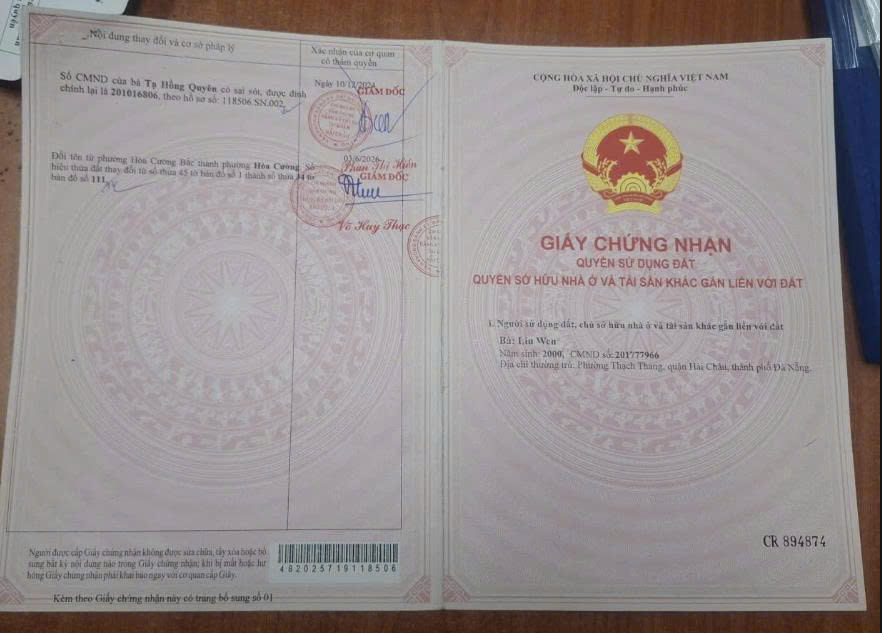 Nội dung thay đổi và cơ sở pháp lý
Xác nhận của cơ quan
có thẩm quyền
Số CMND của bà Tạ Hồng Quyên có sai sót, được đính
chính lại là 201016806, theo hồ sơ số: 118506.SN.002,
Ngày 10/12/2024
GIÁM ĐỐC
Phan Thị Hiền
Đổi tên từ phường Hòa Cường Bắc thành phường Hòa Cường, Số
hiệu thửa đất thay đổi từ số thửa 45 tờ bản đồ số 1 thành số thửa 14 tờ
bản đồ số 111
03/6/2026
GIÁM ĐỐC
Võ Huy Thục
Người được cấp Giấy chứng nhận không được sửa chữa, tẩy xóa hoặc bổ
sung bất kỳ nội dung nào trong Giấy chứng nhận; khi bị mất hoặc hư
hỏng Giấy chứng nhận phải khai báo ngay với cơ quan cấp Giấy.
482025719118506
Kèm theo Giấy chứng nhận này có trang bổ sung số 01
CỘNG HÒA XÃ HỘI CHỦ NGHĨA VIỆT NAM
Độc lập - Tự do - Hạnh phúc
GIẤY CHỨNG NHẬN
QUYỀN SỬ DỤNG ĐẤT
QUYỀN SỞ HỮU NHÀ Ở VÀ TÀI SẢN KHÁC GẮN LIỀN VỚI ĐẤT
I. Người sử dụng đất, chủ sở hữu nhà ở và tài sản khác gắn liền với đất
Bà: Liu Wen
Năm sinh: 2000, CMND số: 201777966
Địa chỉ thường trú: Phường Thạch Thang, quận Hải Châu, thành phố Đà Nẵng.
CR 894874